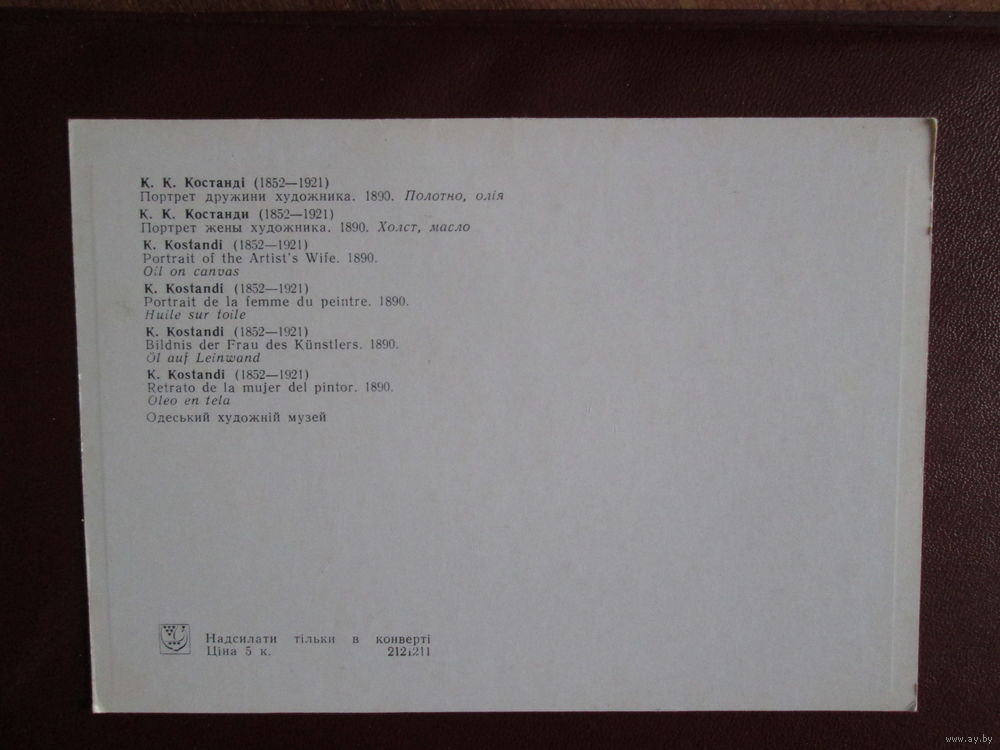 К. К. Костанді (1852—1921)
Портрет дружини художника. 1890. Полотно, олія
К. К. Костанди (1852—1921)
Портрет жены художника. 1890. Холст, масло
K. Kostandi (1852—1921)
Portrait of the Artist's Wife. 1890.
Oil on canvas
K. Kostandi (1852—1921)
Portrait de la femme du peintre. 1890.
Huile sur toile
K. Kostandi (1852—1921)
Bildnis der Frau des Künstlers. 1890.
Öl auf Leinwand
K. Kostandi (1852—1921)
Retrato de la mujer del pintor. 1890.
Oleo en tela
Одеський художній музей
Надсилати тільки в конверті
Ціна 5 к.
www.ay.by